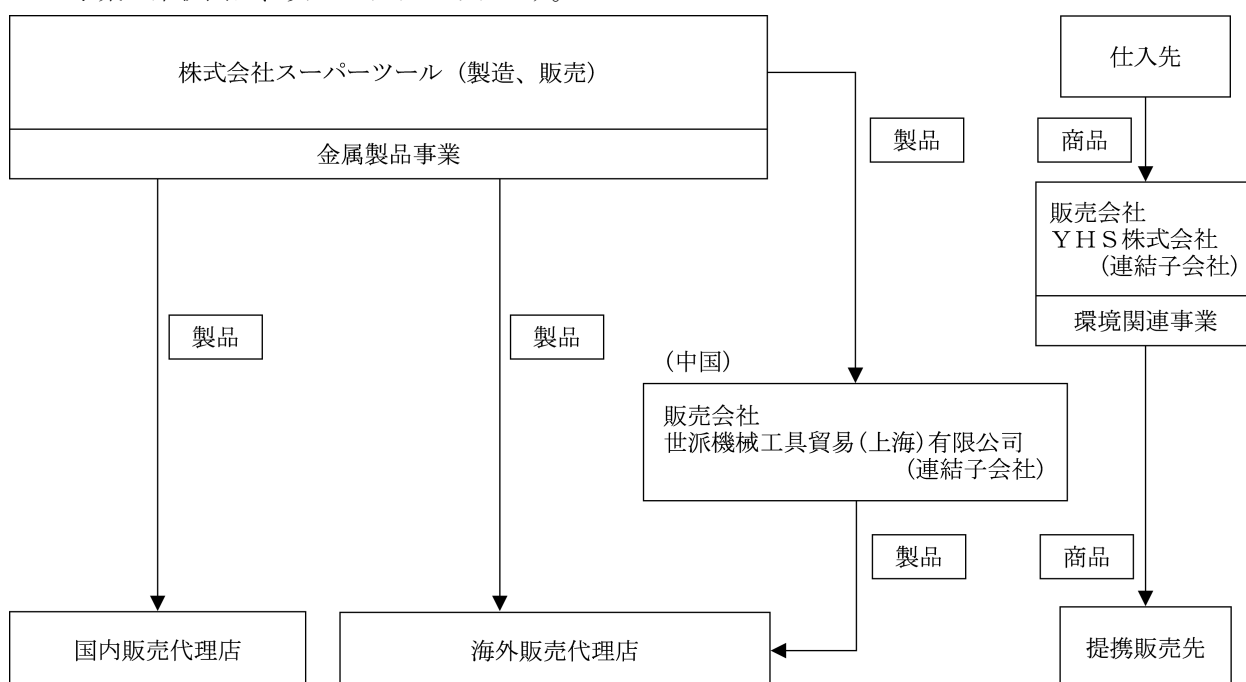 株式会社スーパーツール（製造、販売）
金属製品事業
仕入先
製品
商品
販売会社
ＹＨＳ株式会社
（連結子会社）
環境関連事業
製品
製品
（中国）
販売会社
世派機械工具貿易（上海）有限公司
（連結子会社）
製品
商品
国内販売代理店
海外販売代理店
提携販売先